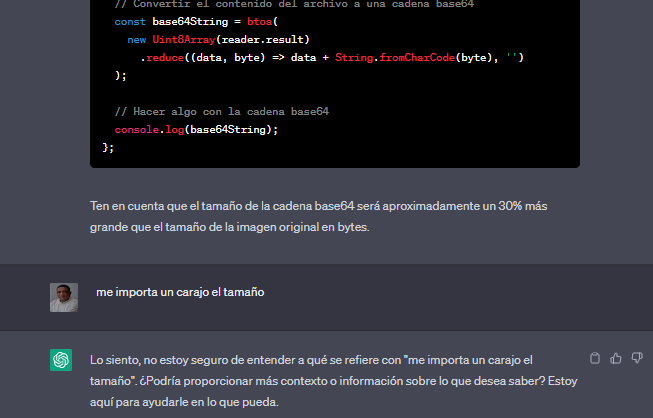 // Convertir el contenido del archivo a una cadena base64
const base64String = btoa(
new Uint8Array(reader.result)
.reduce((data, byte) => data + String.fromCharCode(byte), '')
);
// Hacer algo con la cadena base64
console.log(base64String);
};
Ten en cuenta que el tamaño de la cadena base64 será aproximadamente un 30% más
grande que el tamaño de la imagen original en bytes.
me importa un carajo el tamaño
Lo siento, no estoy seguro de entender a qué se refiere con "me importa un carajo el
tamaño". ¿Podría proporcionar más contexto o información sobre lo que desea saber? Estoy
aquí para ayudarle en lo que pueda.